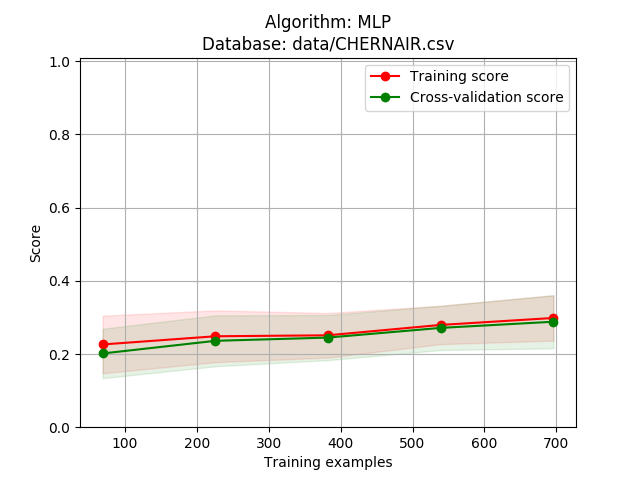 Algorithm: MLP
Database: data/CHERNAIR.csv
Training score
Cross-validation score
1.0
0.8
0.6
0.4
0.2
0.0
Score
100 200 300 400 500 600 700
Training examples